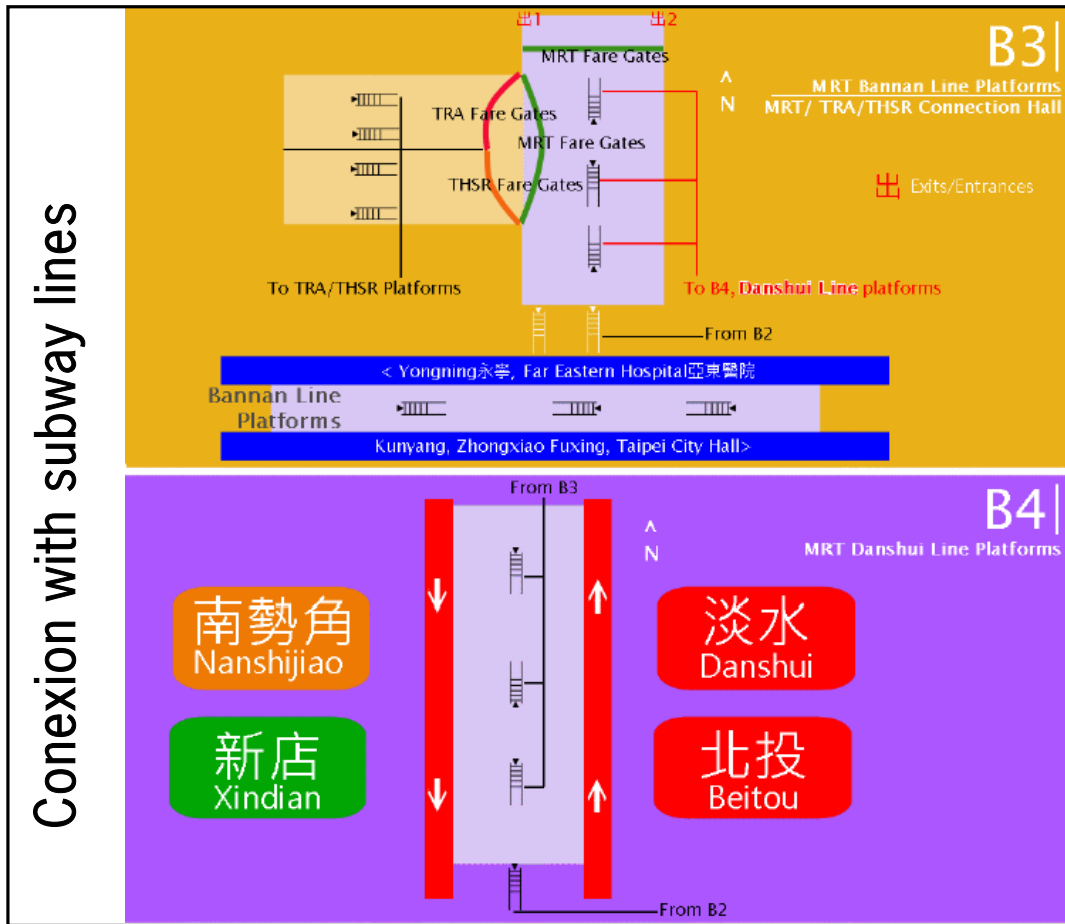 Conexion with subway lines
出1
出2
B3
MRT Bannan Line Platforms
MRT/ TRA/THSR Connection Hall
^
N
MRT Fare Gates
TRA Fare Gates
MRT Fare Gates
THSR Fare Gates
出 Exits/Entrances
To TRA/THSR Platforms
To B4, Danshui Line platforms
From B2
< Yongning永寧, Far Eastern Hospital亞東醫院
Bannan Line
Platforms
Kunyang, Zhongxiao Fuxing, Taipei City Hall>
B4
MRT Danshui Line Platforms
From B3
^
N
南勢角
Nanshijiao
淡水
Danshui
新店
Xindian
北投
Beitou
From B2